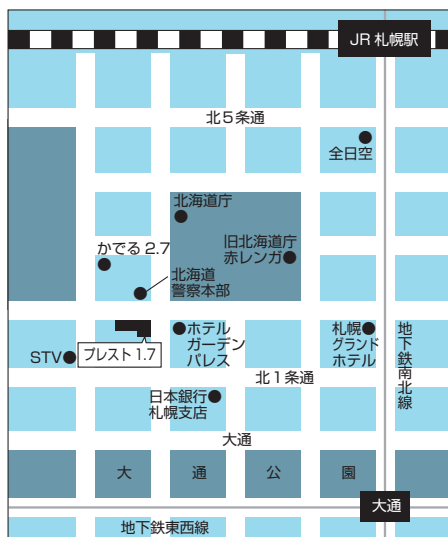 JR 札幌駅
北5条通
全日空
北海道庁
かでる 2.7
旧北海道庁
赤レンガ
北海道
警察本部
ホテル
ガーデン
パレス
札幌
グランド
ホテル
地下鉄南北線
STV
プレスト 1.7
北1条通
日本銀行
札幌支店
大通
大通公園
大通
地下鉄東西線